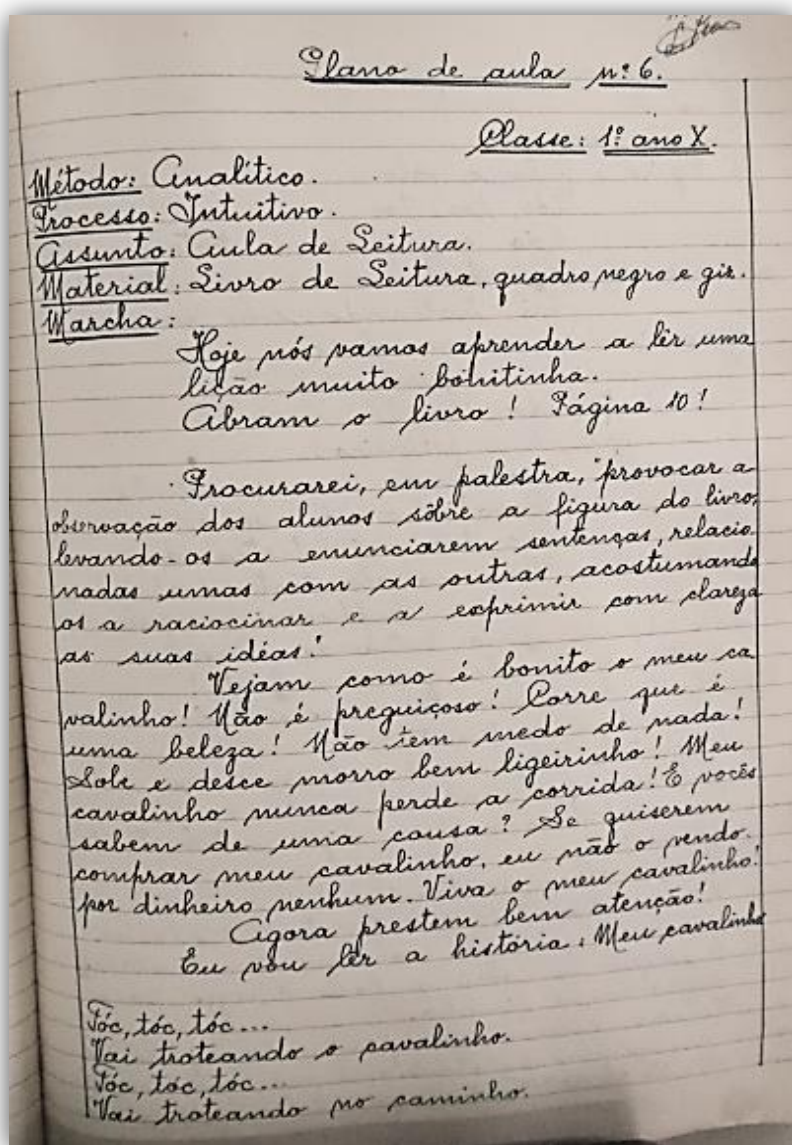 Plano de aula n: 6.
Classe: 1º ano X.
Método: Analítico.
Processo: Intuitivo.
Assunto: Aula de Leitura.
Material: Livro de Leitura, quadro negro e giz.
Marcha:
Hoje nós vamos aprender a lêr uma
lição muito bonitinha.
Abram o livro! Página 10!
Procurarei, em palestra, provocar a
observação dos alunos sôbre a figura do livro,
levando-os a enunciarem sentenças, relacio
nadas umas com as outras, acostumando
os a raciocinar e a exprimir com clareza
as suas idéas!
Vejam como é bonito o meu ca
valinho! Não é preguiçoso! Corre que é
uma beleza! Não tem medo de nada!
Sobe e desce morro bem ligeirinho! Meu
cavalinho nunca perde a corrida! E vocês
sabem de uma causa? Se quiserem
comprar meu cavalinho, eu não o vendo
por dinheiro nenhum. Viva o meu cavalinho!
Agora prestem bem atenção!
Eu vou lêr a história: Meu cavalinho
Tóc, tóc, tóc...
Vai troteando o cavalinho.
Tóc, tóc, tóc...
Vai troteando no caminho.